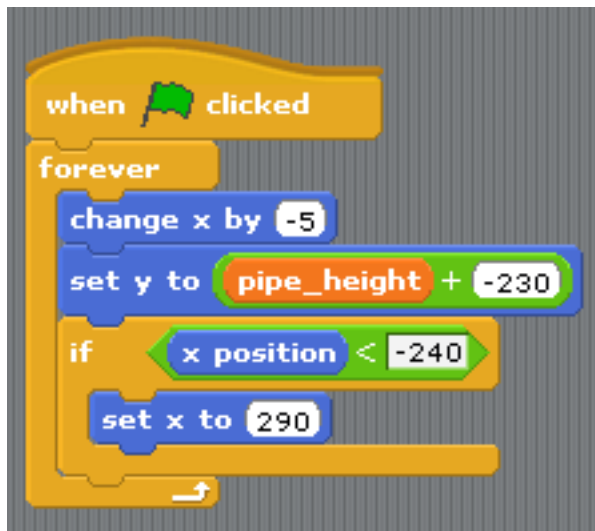 when clicked
forever
change x by -5
set y to pipe_height + -230
if x position < -240
set x to 290